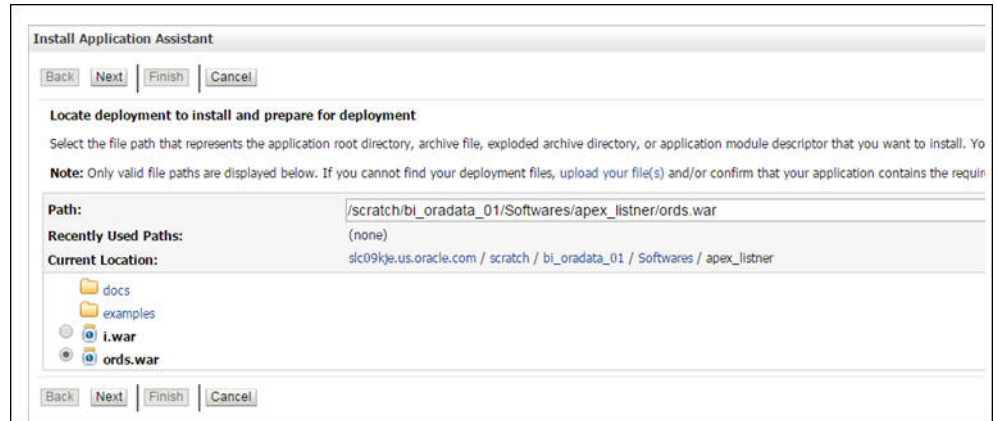 Install Application Assistant
Back Next Finish Cancel
Locate deployment to install and prepare for deployment
Select the file path that represents the application root directory, archive file, exploded archive directory, or application module descriptor that you want to install. Yo
Note: Only valid file paths are displayed below. If you cannot find your deployment files, upload your file(s) and/or confirm that your application contains the requir
Path: /scratch/bi_oradata_01/Softwares/apex_listner/ords.war
Recently Used Paths: (none)
Current Location: slc09kje.us.oracle.com / scratch / bi_oradata_01 / Softwares / apex_listner
docs
examples
i.war
ords.war
Back Next Finish Cancel